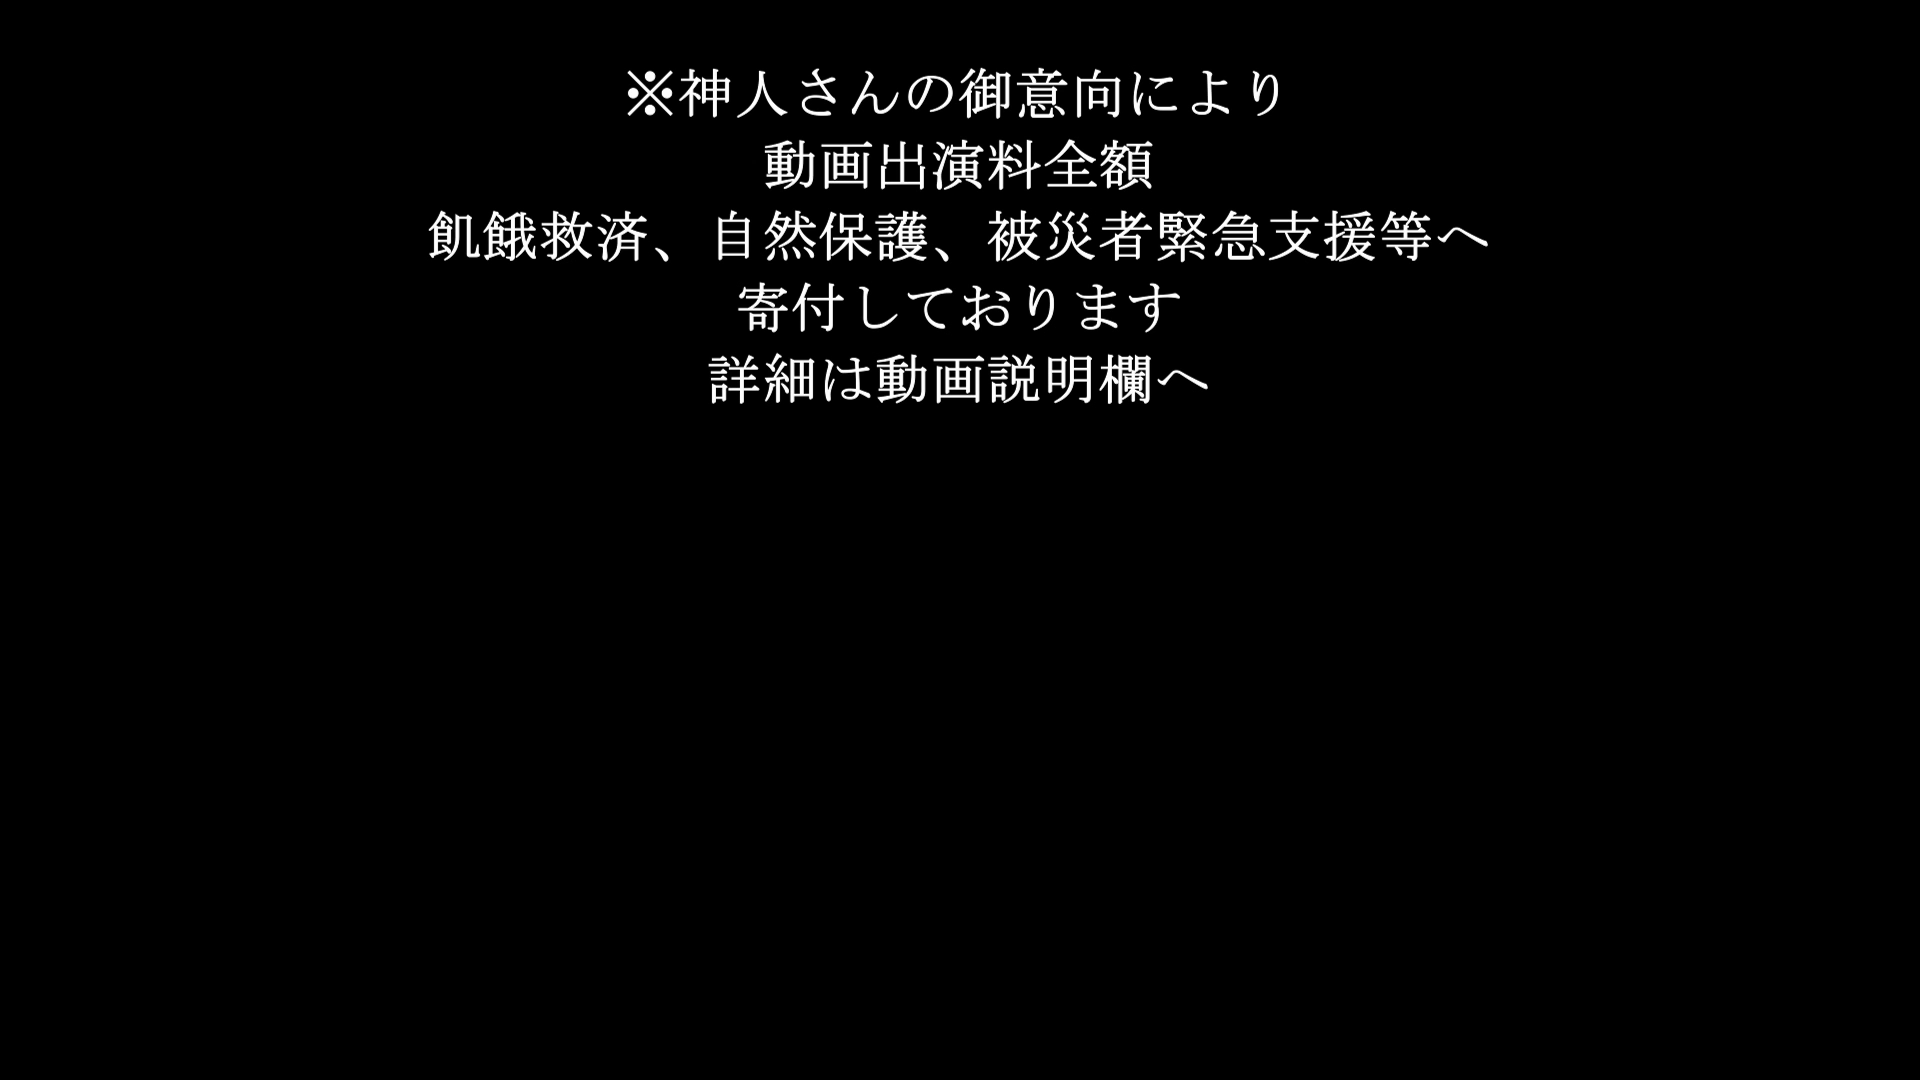 ※神人さんの御意向により
動画出演料全額
飢餓救済、自然保護、被災者緊急支援等へ
寄付しております
詳細は動画説明欄へ